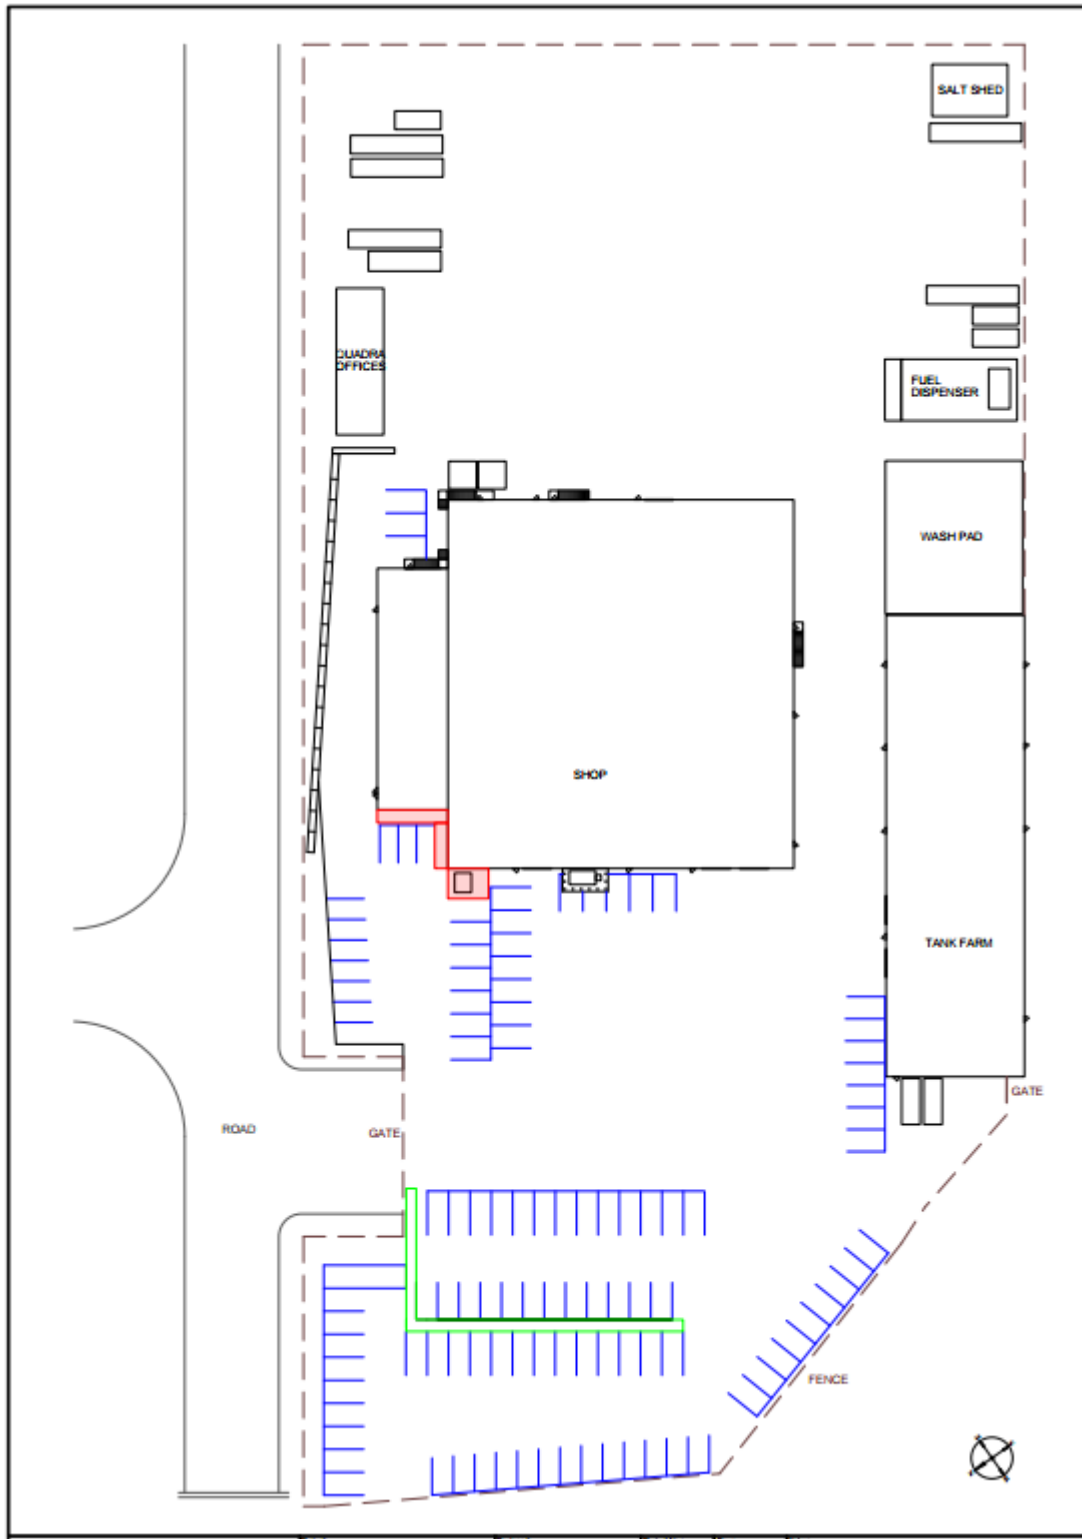 SALT SHED
QUADRA
OFFICES
FUEL
DISPENSER
WASH PAD
SHOP
TANK FARM
GATE
ROAD
GATE
FENCE